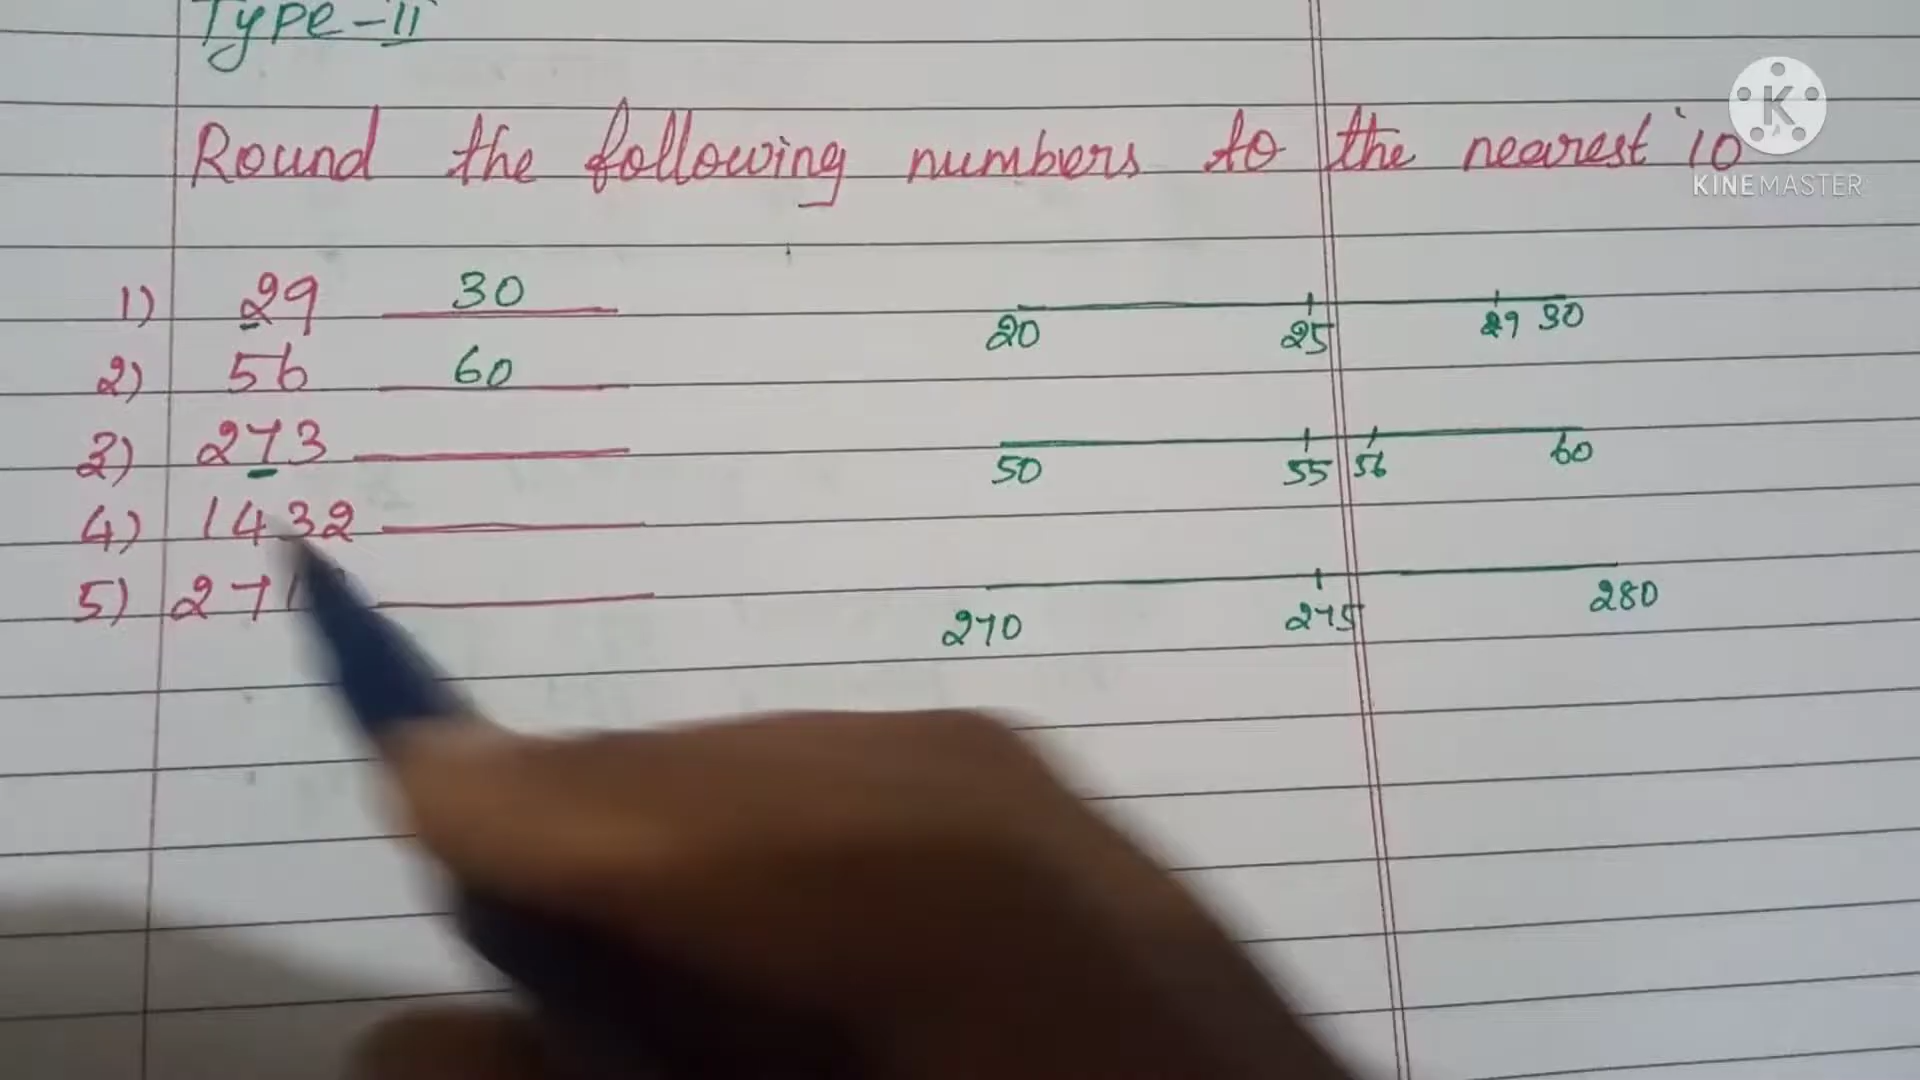 Type-II
Round the following numbers to the nearest '10
K
KINEMASTER
1) 29 30
20 25 29 30
2) 56 60
3) 273
50 55 56 60
4) 1432
5)
270 275 280